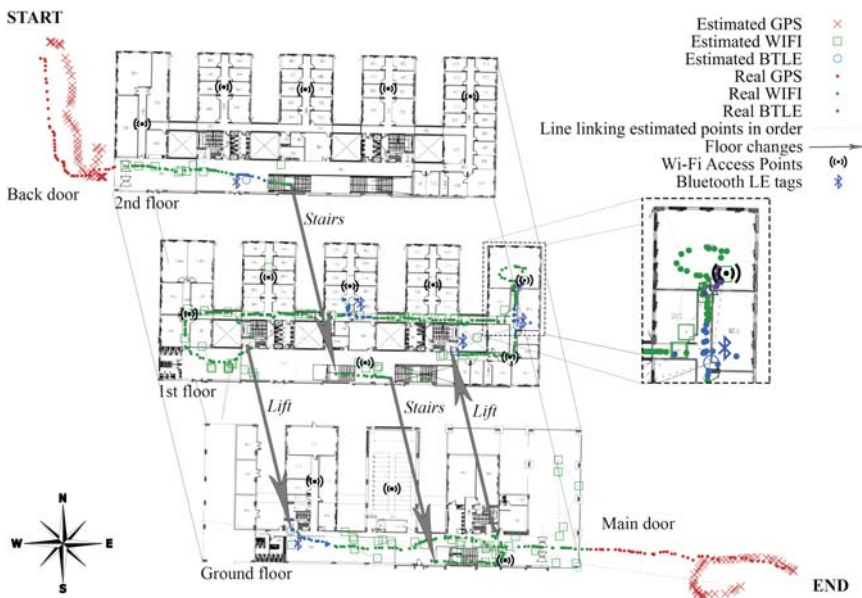 START
Estimated GPS
Estimated WIFI
Estimated BTLE
Real GPS
Real WIFI
Real BTLE
Line linking estimated points in order
Floor changes
Wi-Fi Access Points
Bluetooth LE tags
Back door
2nd floor
Stairs
1st floor
Lift
Stairs
Lift
N
W E
S
Main door
Ground floor
END